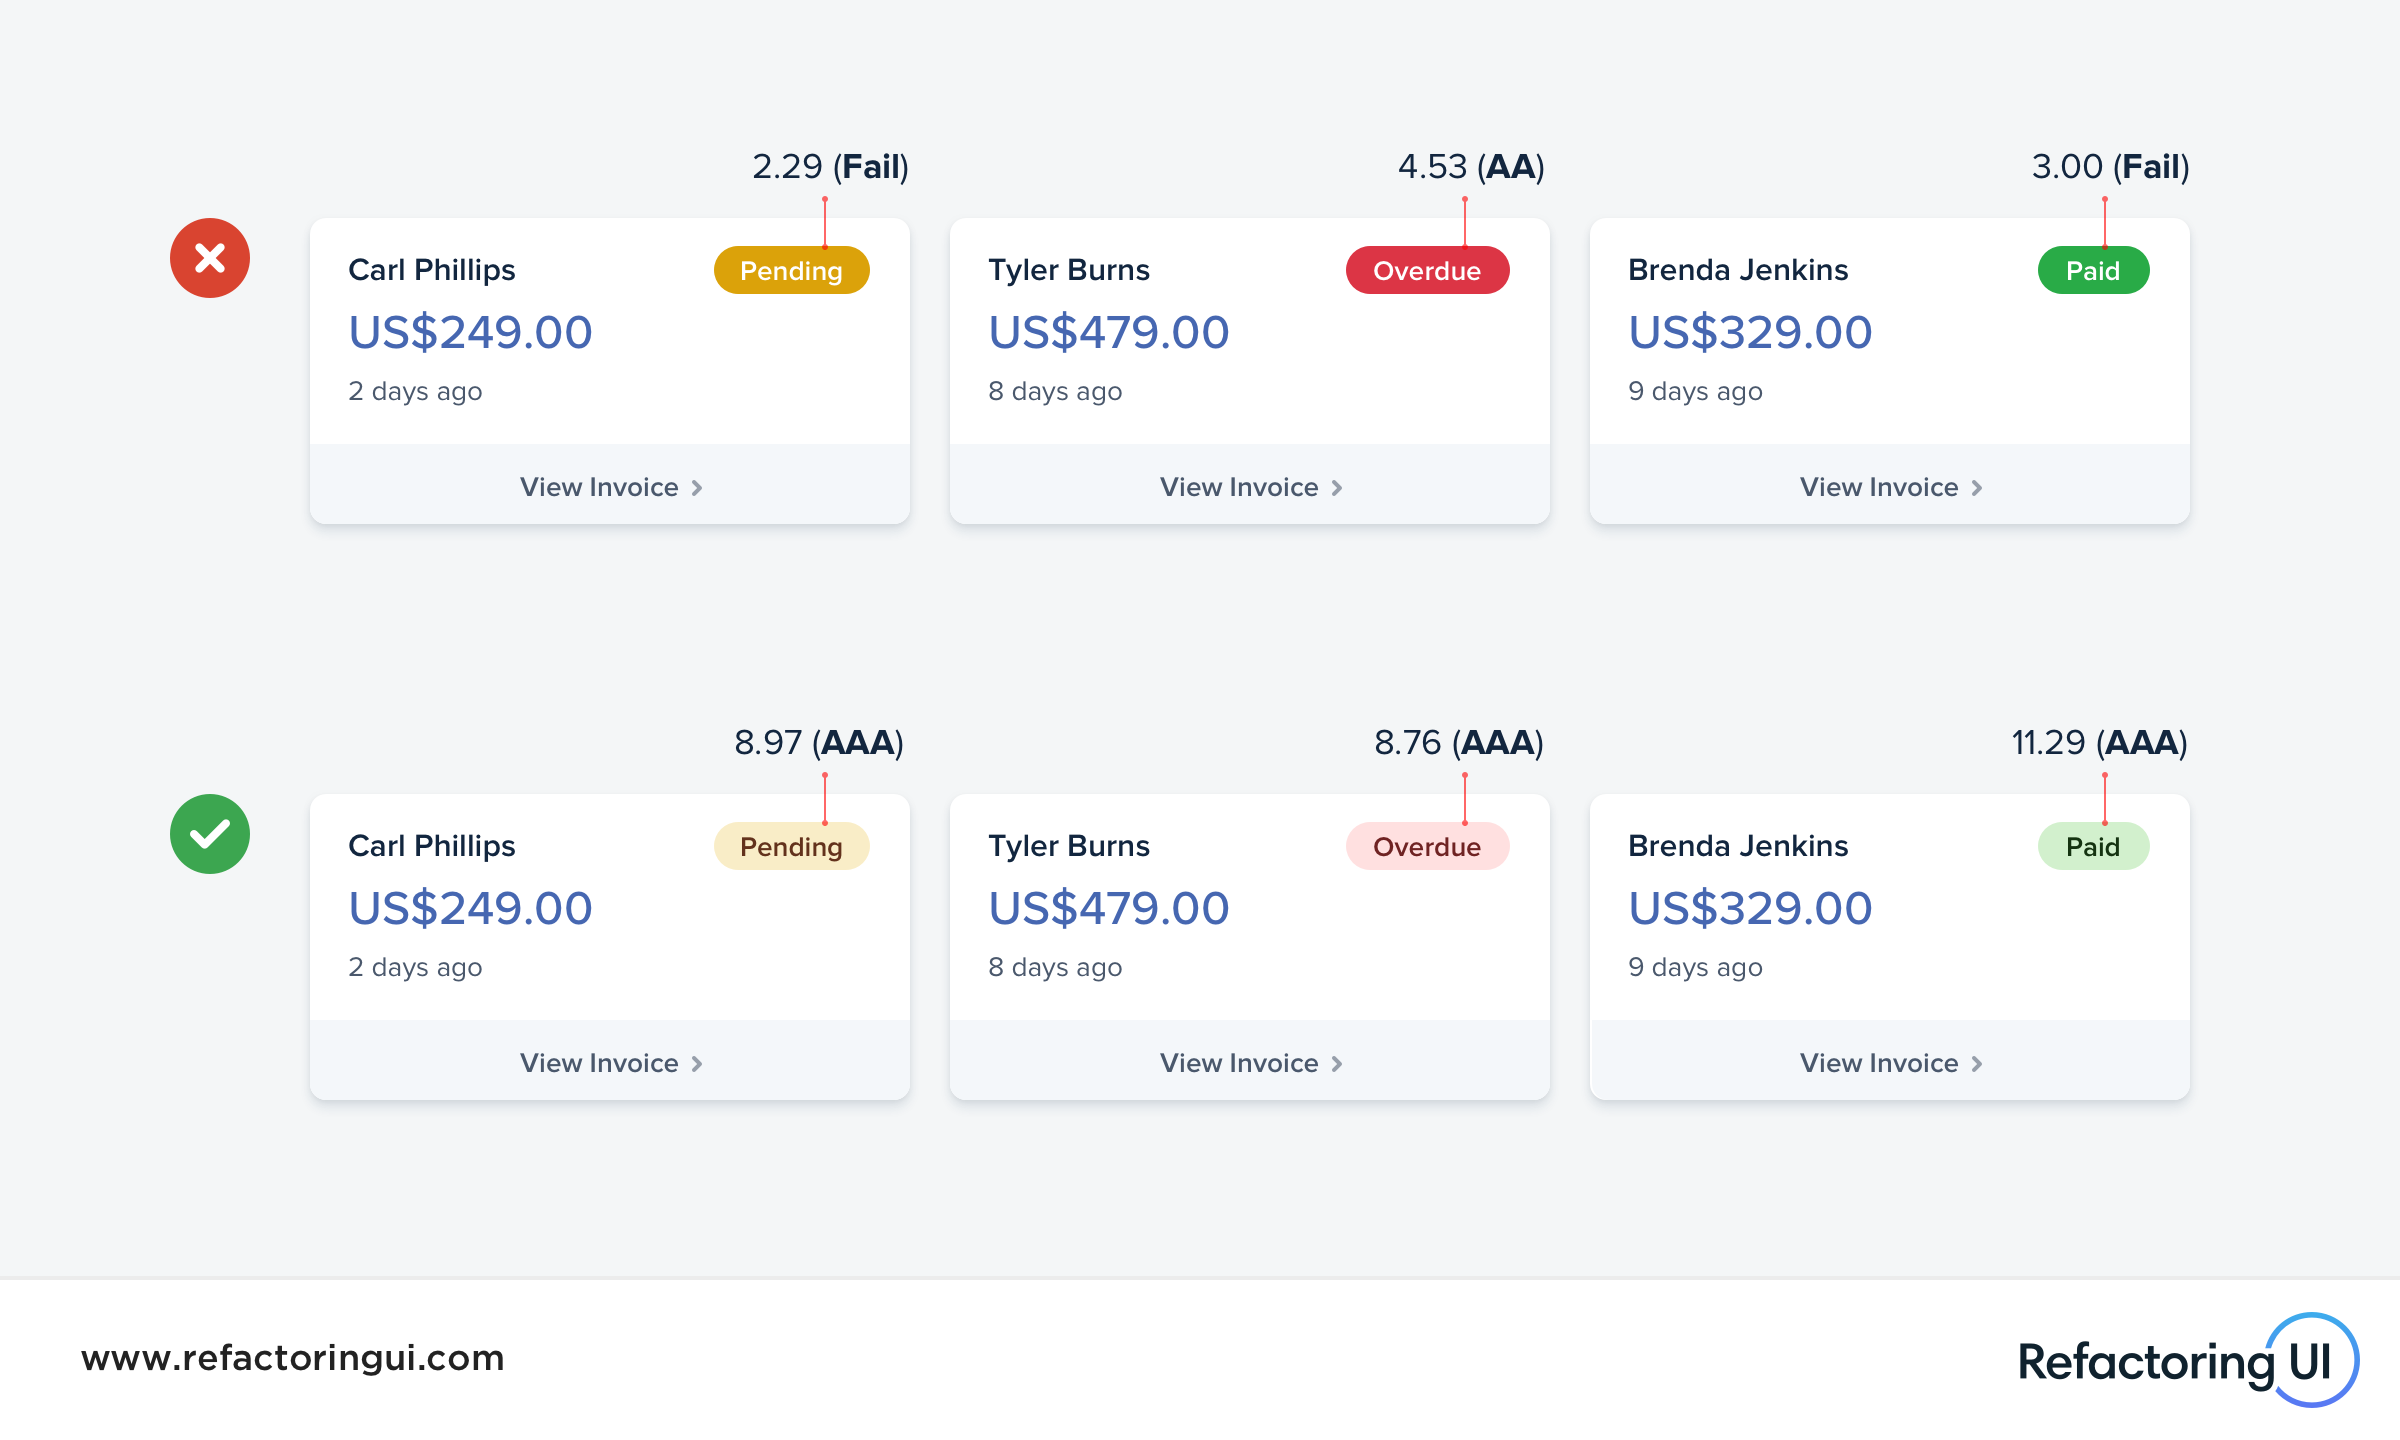 2.29 (Fail)
4.53 (AA)
3.00 (Fail)
Carl Phillips
Pending
US$249.00
2 days ago
View Invoice
Tyler Burns
Overdue
US$479.00
8 days ago
View Invoice
Brenda Jenkins
Paid
US$329.00
9 days ago
View Invoice
8.97 (AAA)
8.76 (AAA)
11.29 (AAA)
Carl Phillips
Pending
US$249.00
2 days ago
View Invoice
Tyler Burns
Overdue
US$479.00
8 days ago
View Invoice
Brenda Jenkins
Paid
US$329.00
9 days ago
View Invoice
www.refactoringui.com
Refactoring UI